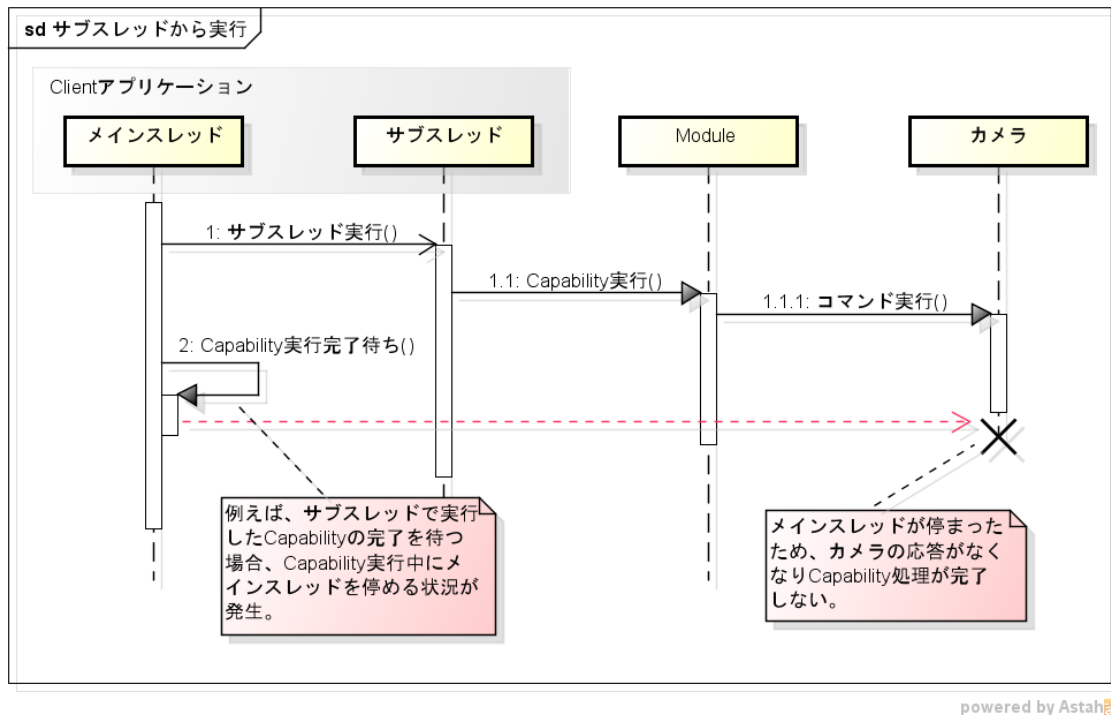 sd サブスレッドから実行
Clientアプリケーション
メインスレッド
サブスレッド
Module
カメラ
1: サブスレッド実行()
1.1: Capability実行()
1.1.1: コマンド実行()
2: Capability実行完了待ち()
例えば、サブスレッドで実行
したCapabilityの完了を待つ
場合、Capability実行中にメ
インスレッドを停める状況が
発生。
メインスレッドが停まった
ため、カメラの応答がなく
なりCapability処理が完了
しない。
powered by Astah